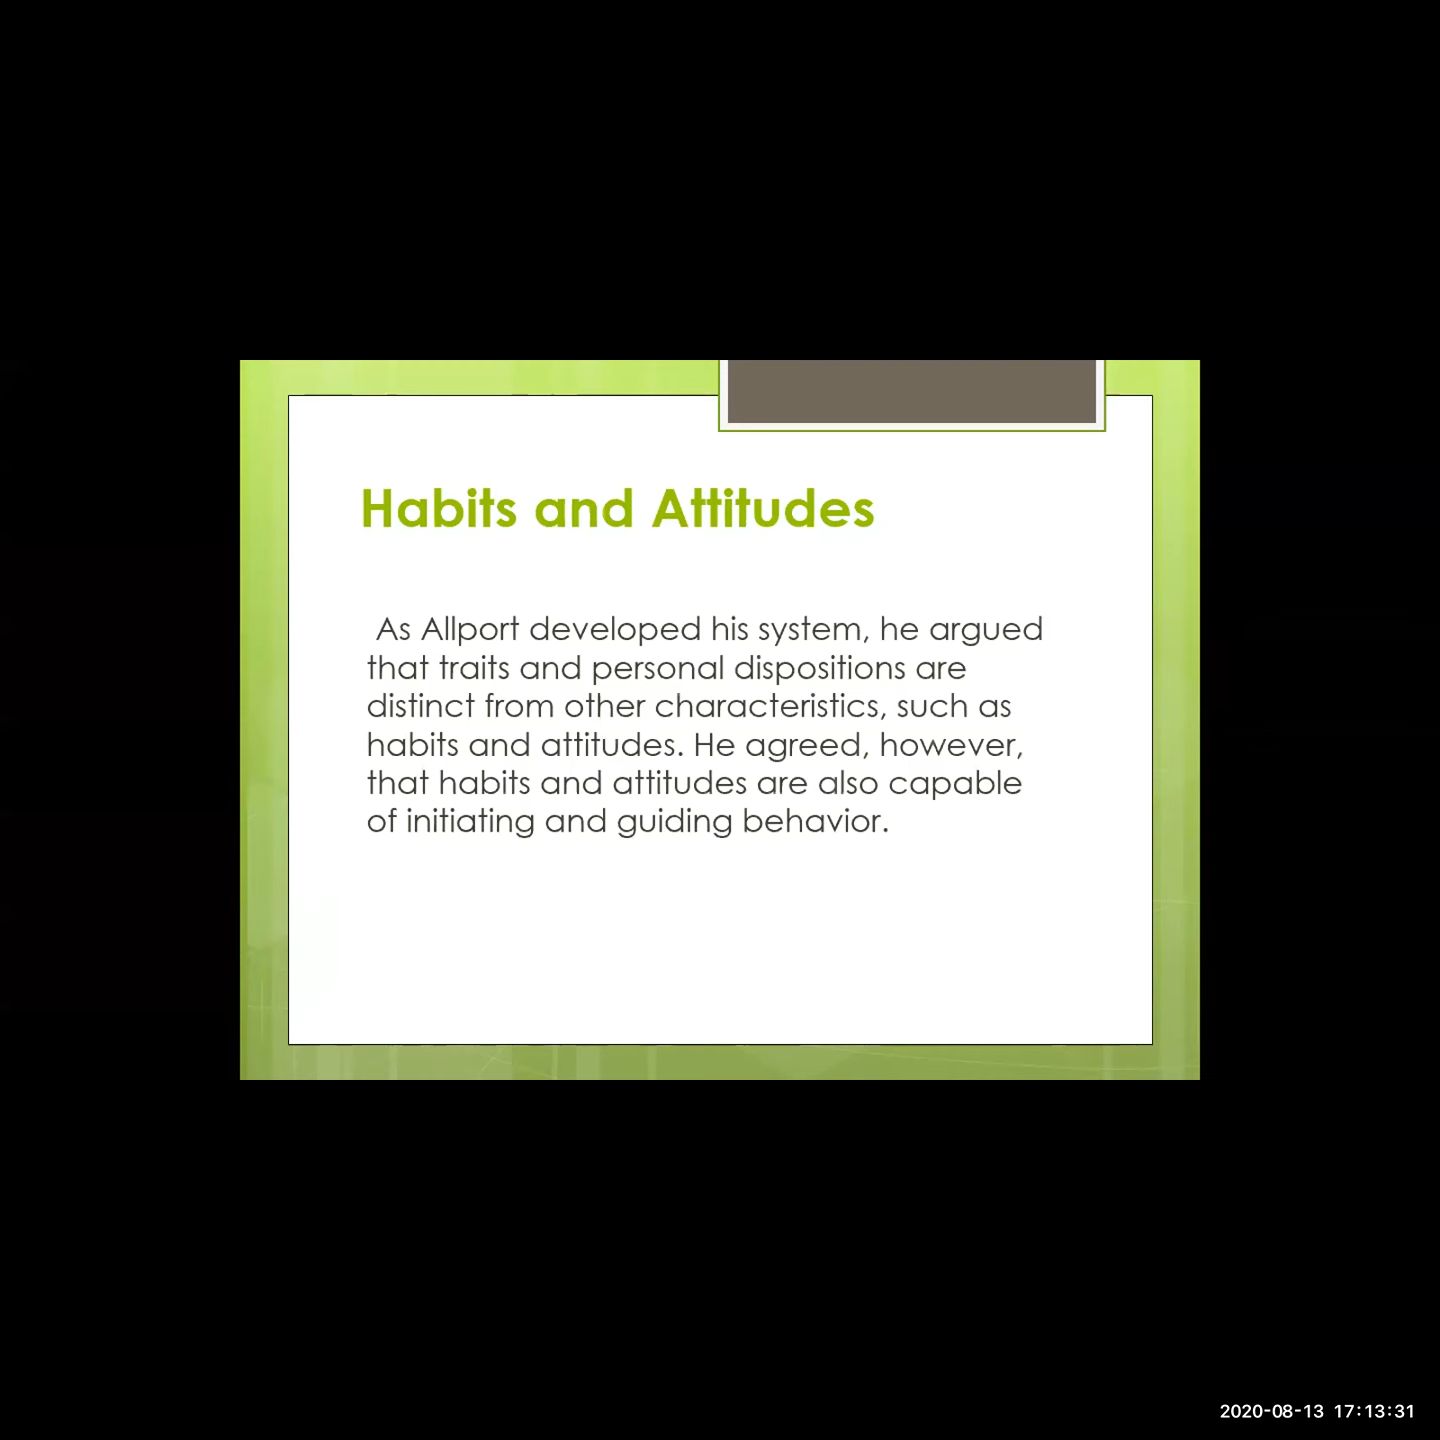 Habits and Attitudes
As Allport developed his system, he argued
that traits and personal dispositions are
distinct from other characteristics, such as
habits and attitudes. He agreed, however,
that habits and attitudes are also capable
of initiating and guiding behavior.
2020-08-13 17:13:31